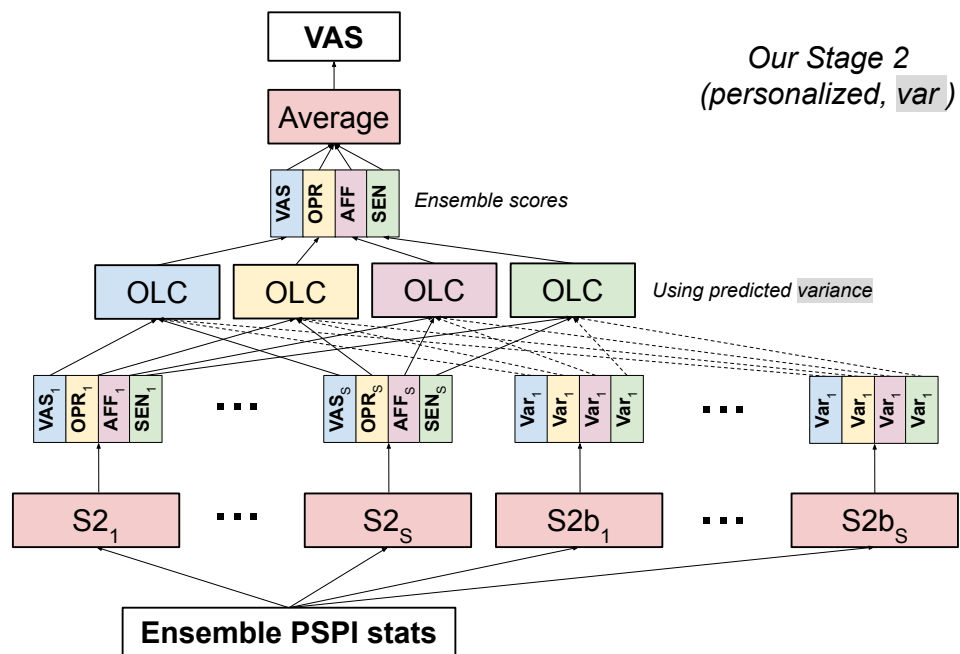 VAS
Our Stage 2
(personalized, var )
Average
VAS OPR AFF SEN
Ensemble scores
OLC OLC OLC OLC
Using predicted variance
VAS1 OPR1 AFF1 SEN1 ... VASS OPRS AFFS SENS Var1 Var1 Var1 Var1 ... Var1 Var1 Var1 Var1
S21 ... S2S S2b1 ... S2bS
Ensemble PSPI stats